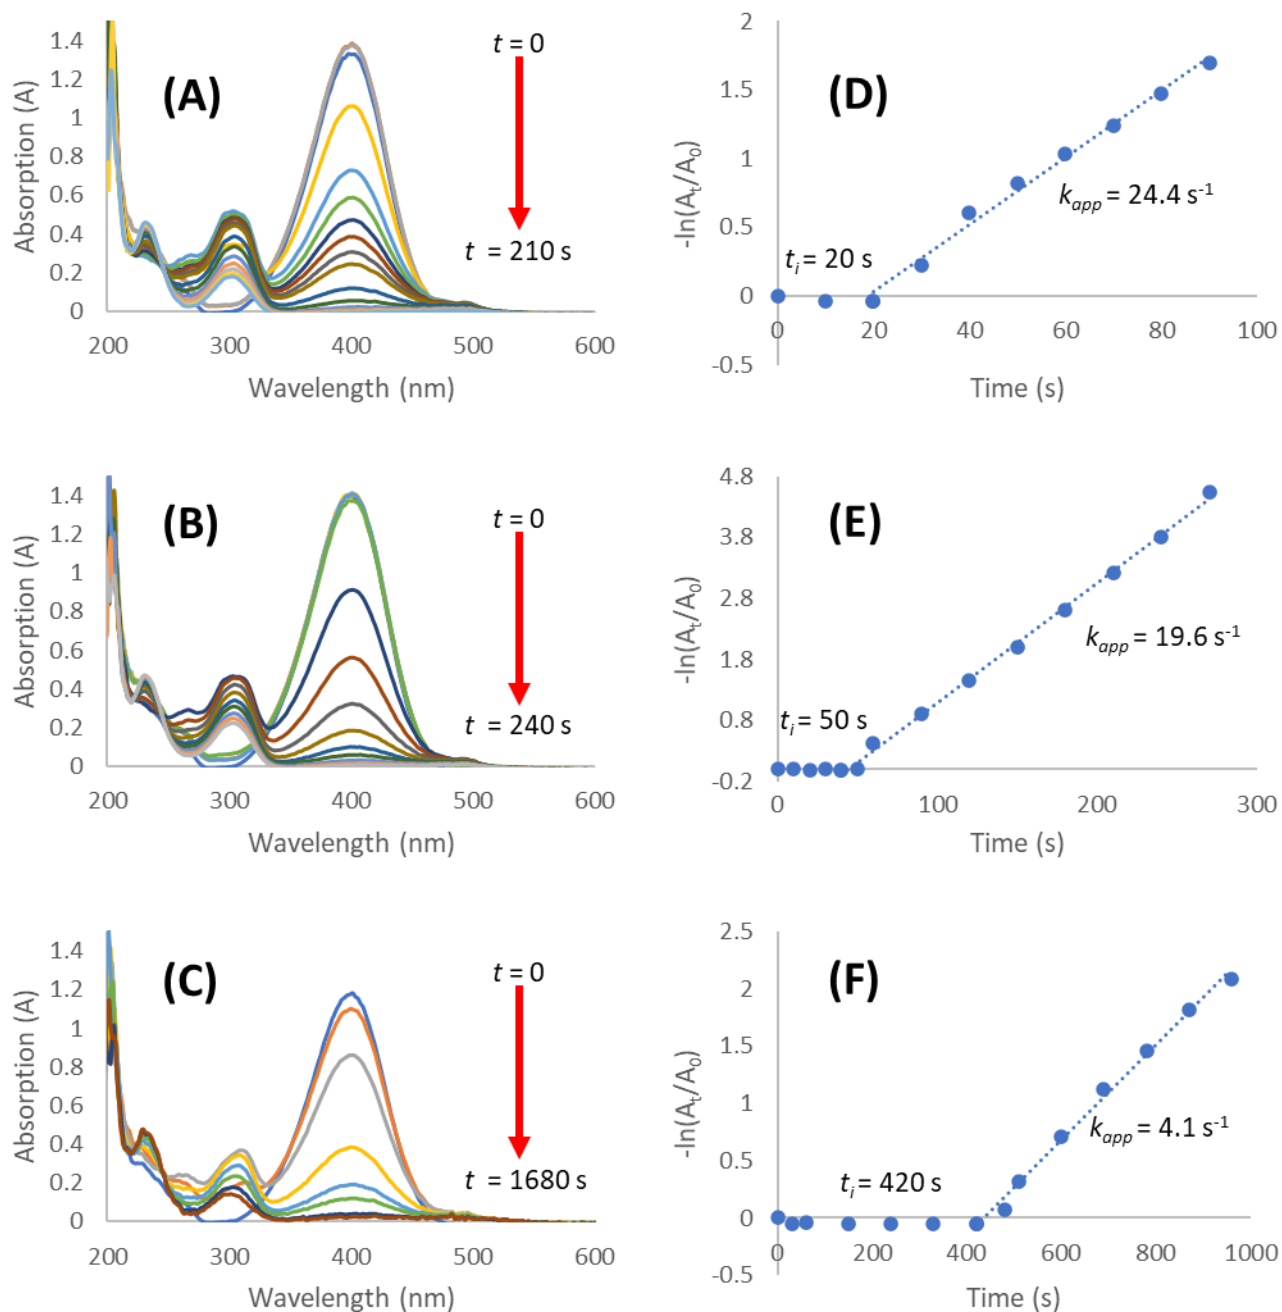 1.4
1.2
1
0.8
0.6
0.4
0.2
0
200 300 400 500 600
Absorption (A)
Wavelength (nm)
(A)
t = 0
t = 210 s
2
1.5
1
0.5
0
-0.5
0 20 40 60 80 100
-ln(At/A0)
Time (s)
(D)
kapp = 24.4 s-1
ti = 20 s
1.4
1.2
1
0.8
0.6
0.4
0.2
0
200 300 400 500 600
Absorption (A)
Wavelength (nm)
(B)
t = 0
t = 240 s
4.8
3.8
2.8
1.8
0.8
-0.2
0 100 200 300
-ln(At/A0)
Time (s)
(E)
kapp = 19.6 s-1
ti = 50 s
1.4
1.2
1
0.8
0.6
0.4
0.2
0
200 300 400 500 600
Absorption (A)
Wavelength (nm)
(C)
t = 0
t = 1680 s
2.5
2
1.5
1
0.5
0
-0.5
0 200 400 600 800 1000
-ln(At/A0)
Time (s)
(F)
kapp = 4.1 s-1
ti = 420 s